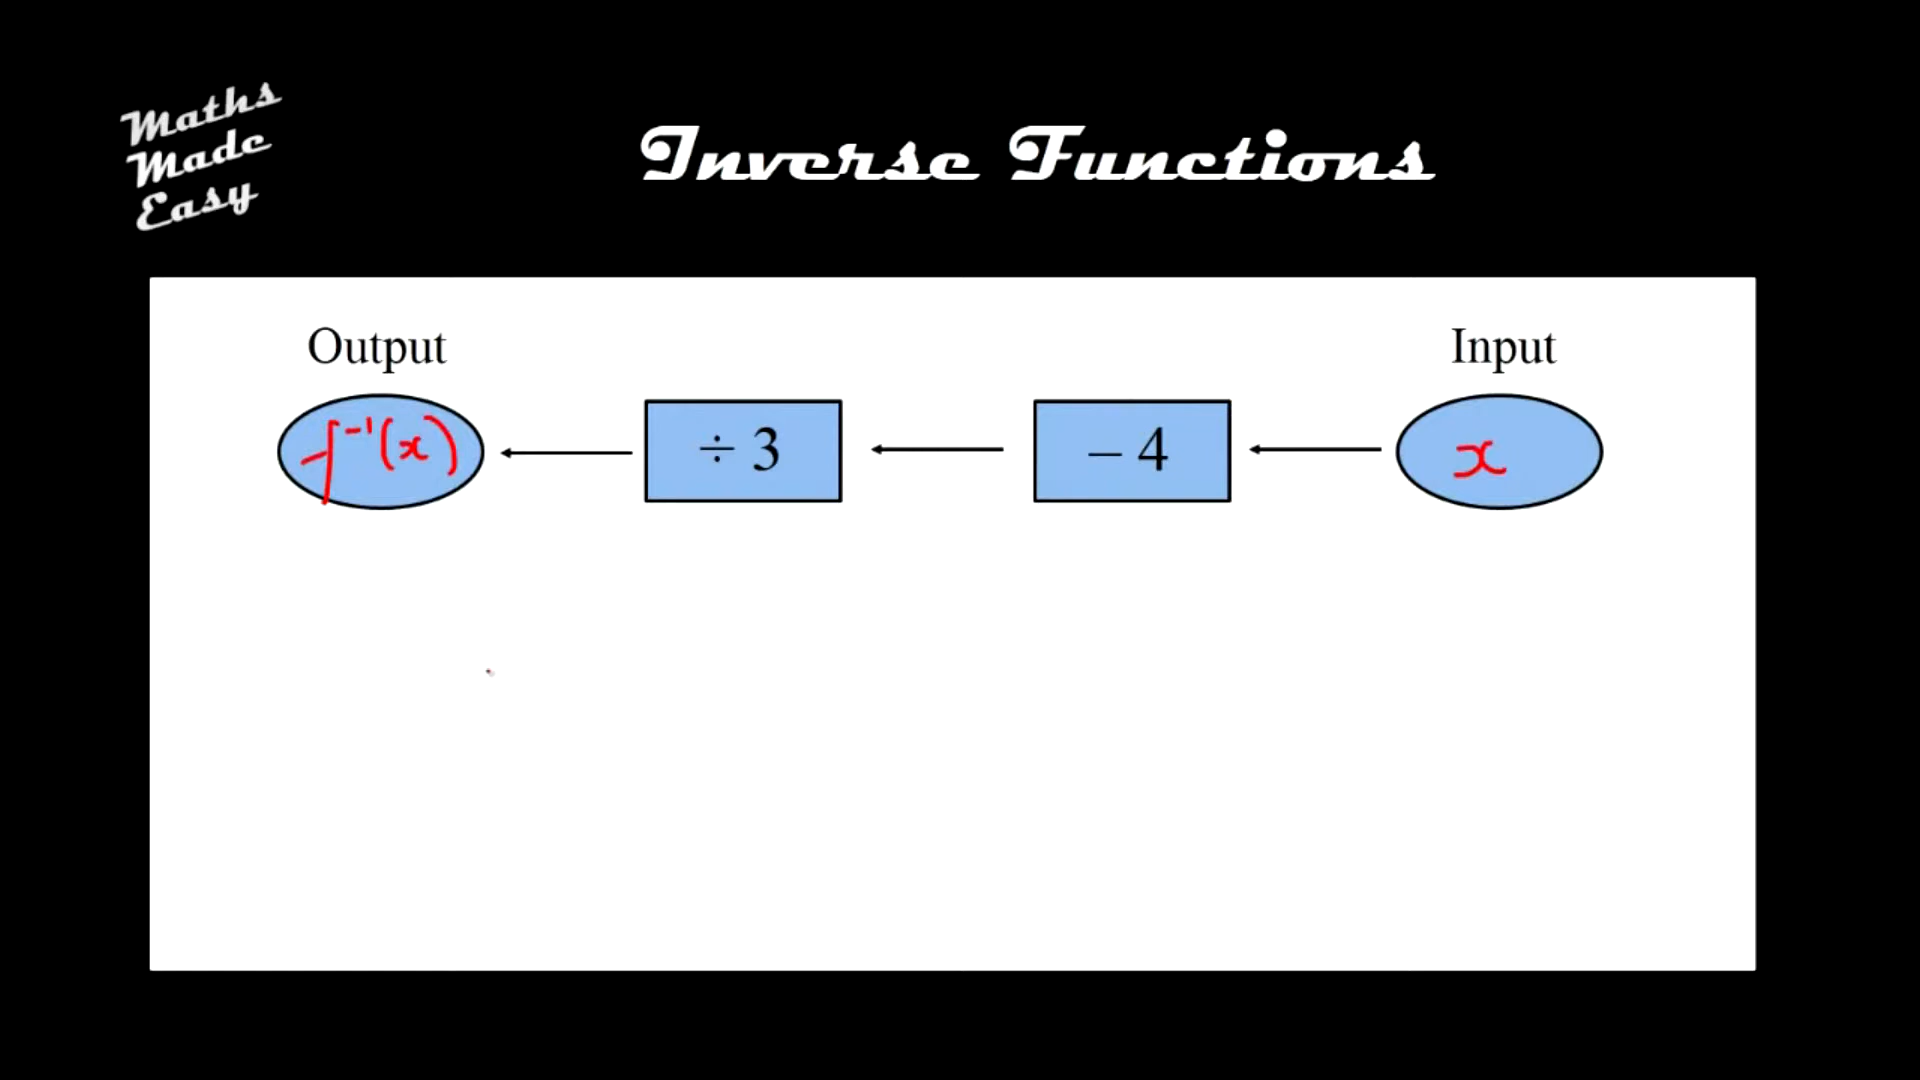 Maths
Made
Easy
Inverse Functions
Output
Input
f⁻¹(x)
÷ 3
– 4
x